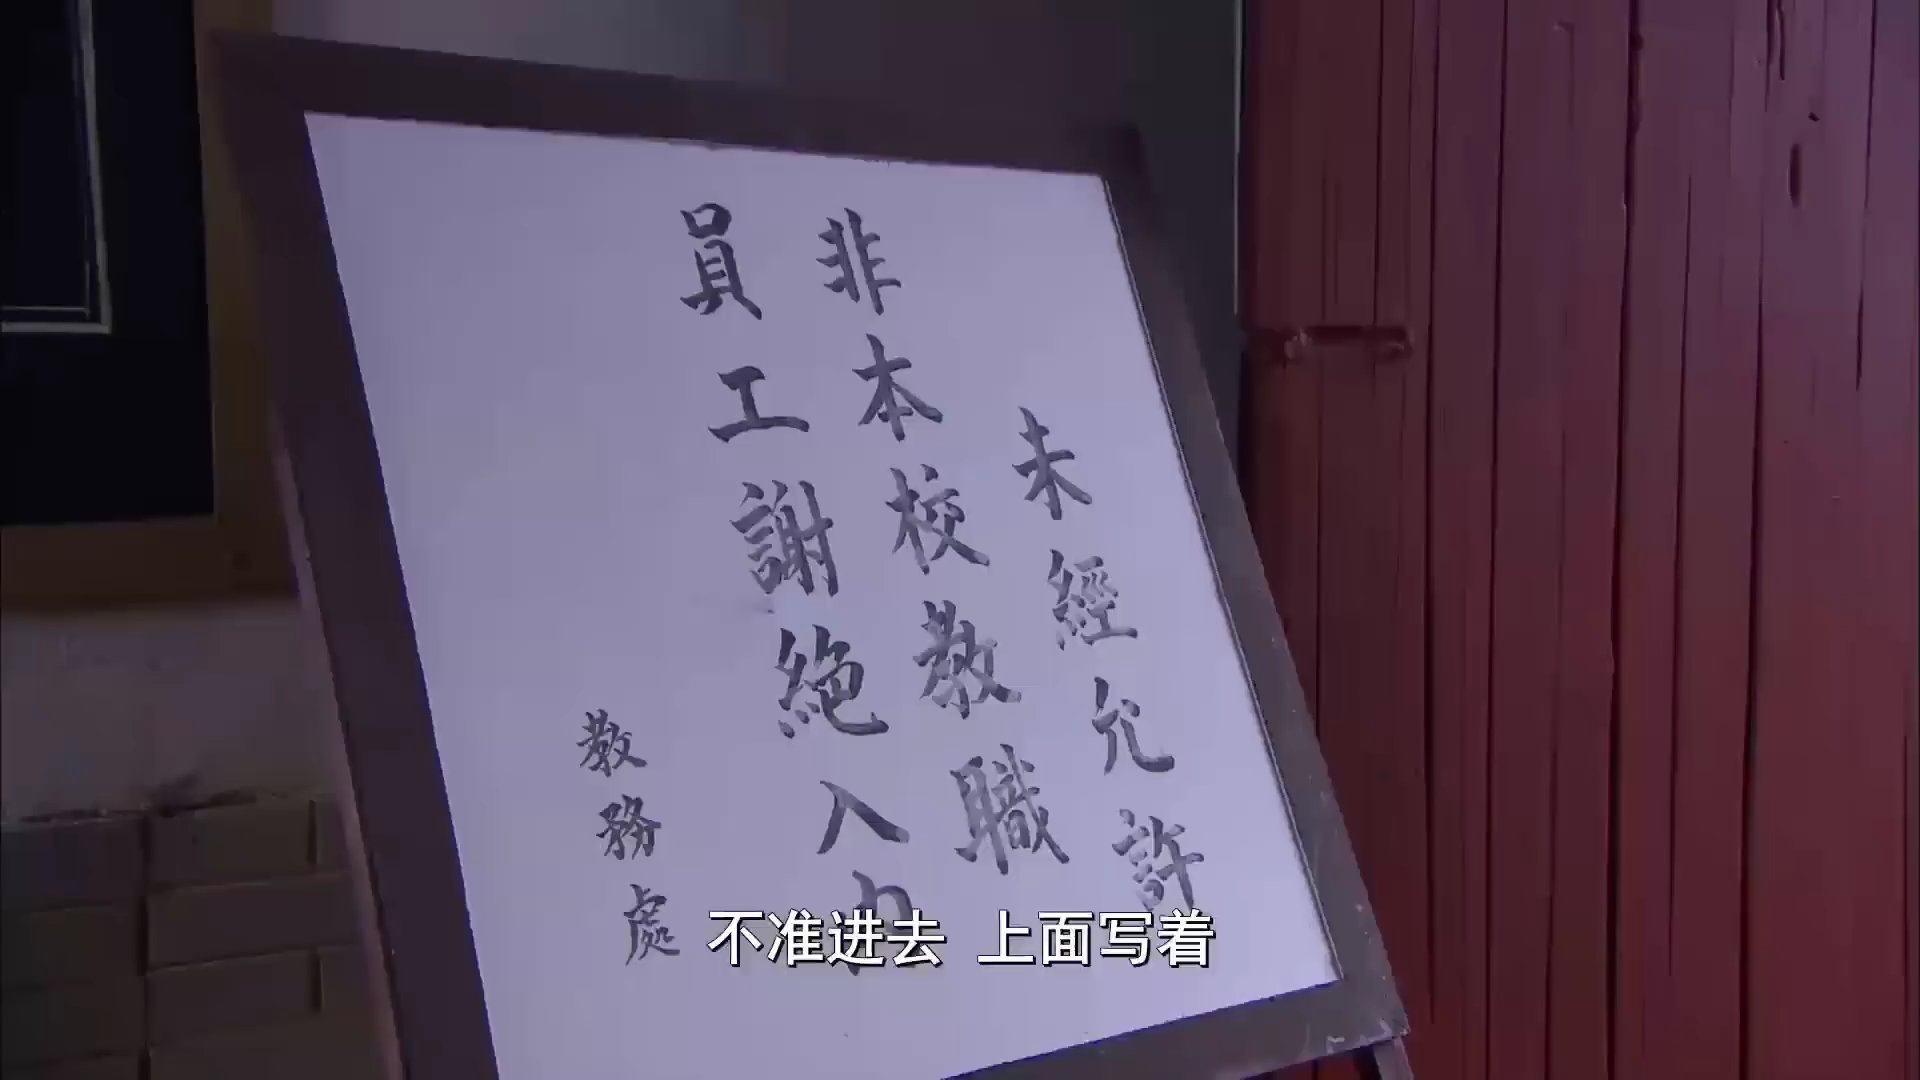 未經允許
非本校教職
員工謝絕入內
教務處
不准进去 上面写着